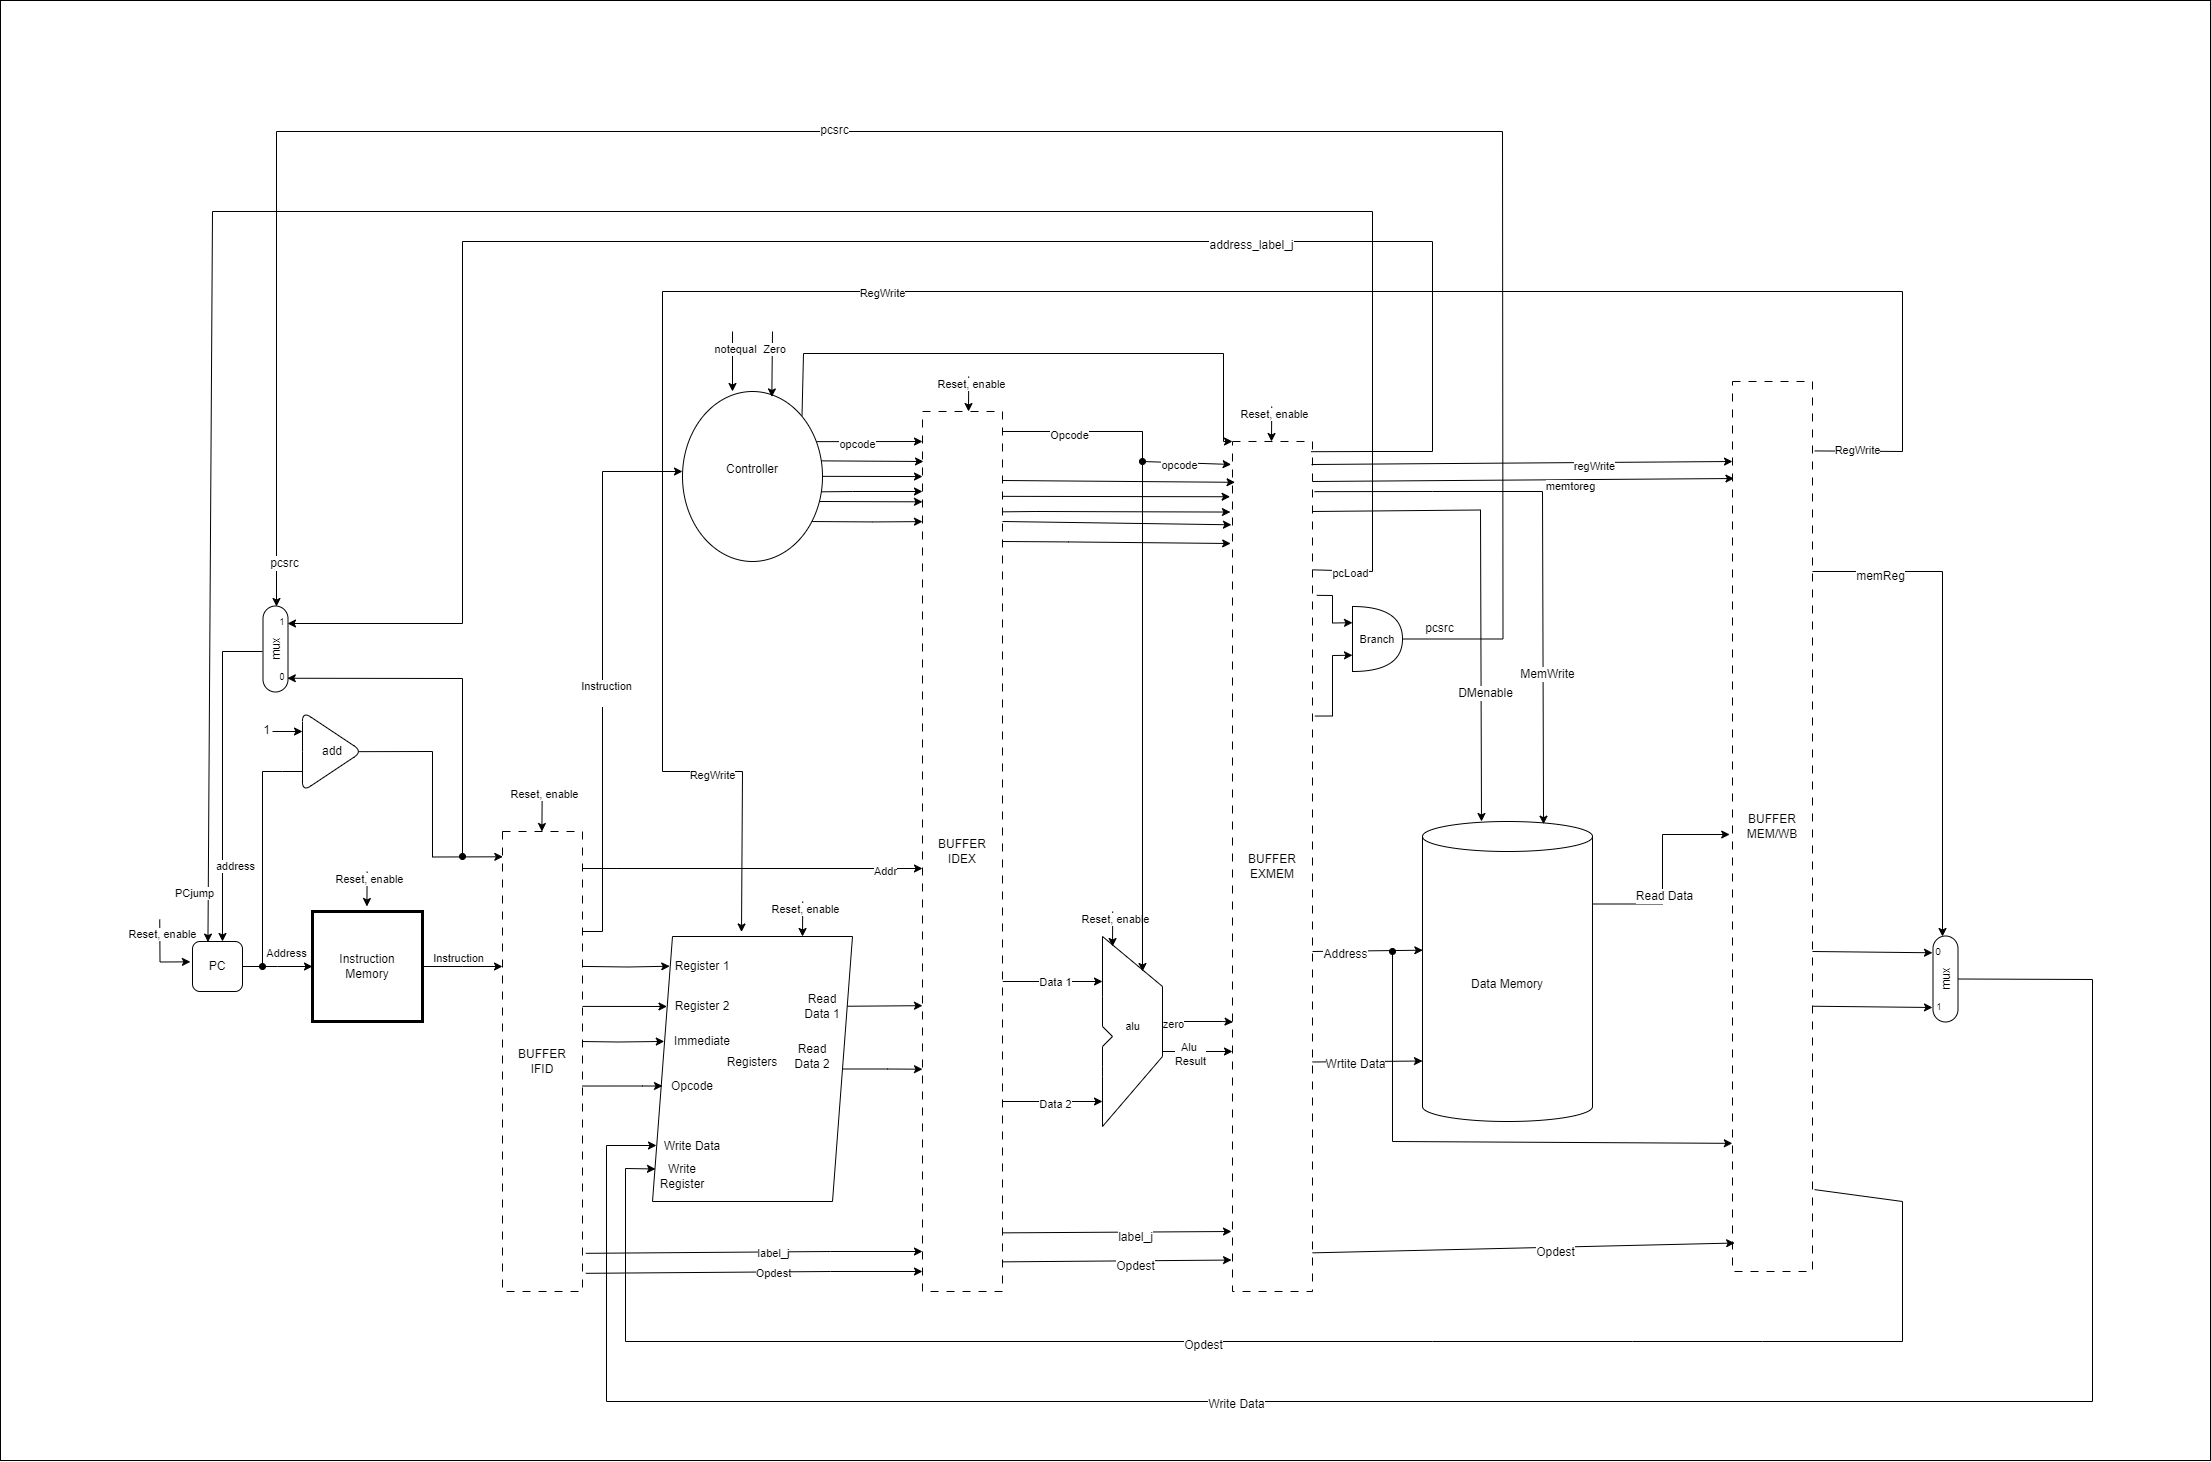 pcsrc
address_label_j
RegWrite
notequal Zero
Reset, enable
Reset, enable
opcode
Opcode
opcode
Controller
regWrite
memtoreg
RegWrite
pcsrc
pcLoad
memReg
1
mux
0
Branch
pcsrc
Instruction
MemWrite
DMenable
1
add
RegWrite
Reset, enable
BUFFER
MEM/WB
BUFFER
IDEX
BUFFER
EXMEM
address
Addr
PCjump
Reset, enable
Read Data
Reset, enable
Reset, enable
Reset, enable
PC
Address
Instruction
Memory
Instruction
Register 1
Register 2
Immediate
Opcode
Registers
Read
Data 1
Read
Data 2
Write Data
Write
Register
BUFFER
IFID
Data 1
Data 2
alu
zero
Alu
Result
Address
Wrtite Data
Data Memory
0
mux
1
label_j
Opdest
label_j
Opdest
Opdest
Opdest
Write Data